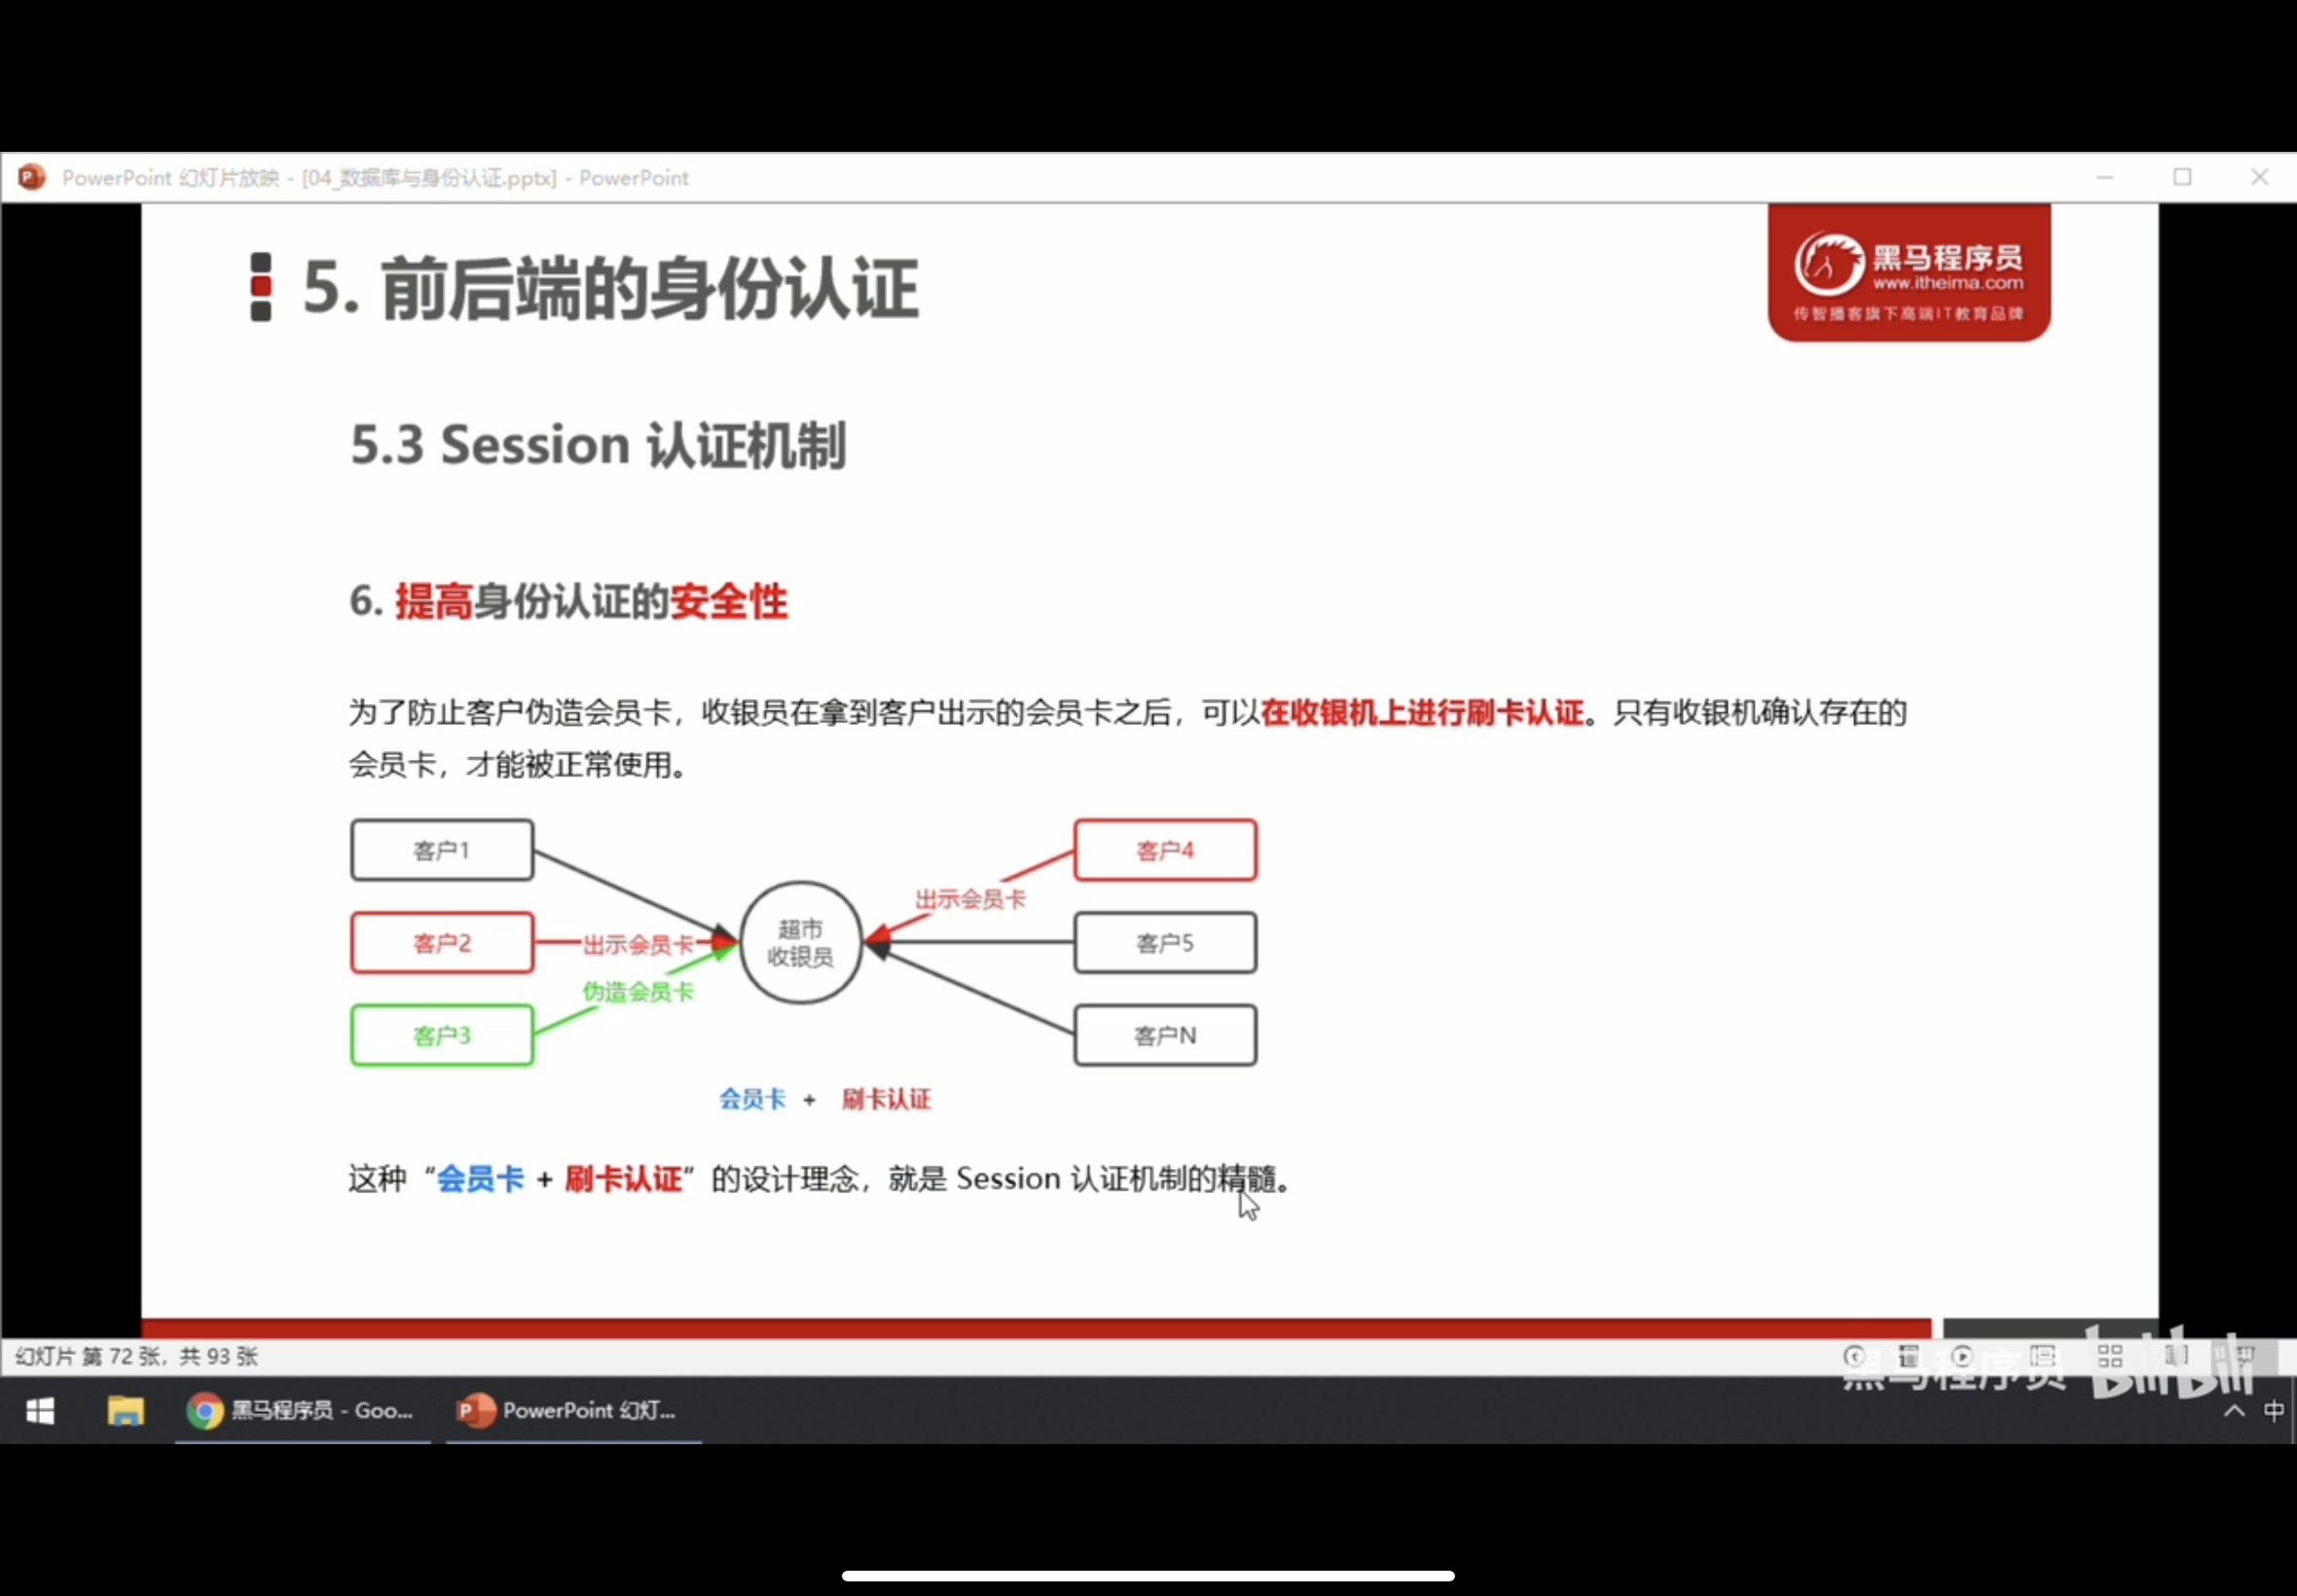 PowerPoint 幻灯片放映 - [04_数据库与身份认证.pptx] - PowerPoint
5. 前后端的身份认证
黑马程序员
www.itheima.com
传智播客旗下高端IT教育品牌
5.3 Session 认证机制
6. 提高身份认证的安全性
为了防止客户伪造会员卡，收银员在拿到客户出示的会员卡之后，可以在收银机上进行刷卡认证。只有收银机确认存在的
会员卡，才能被正常使用。
客户1
客户4
出示会员卡
客户2
出示会员卡
超市
收银员
客户5
伪造会员卡
客户3
客户N
会员卡 + 刷卡认证
这种“会员卡 + 刷卡认证”的设计理念，就是 Session 认证机制的精髓。
幻灯片 第 72 张，共 93 张
黑马程序员 bilibili
黑马程序员 - Goo...
PowerPoint 幻灯...
中